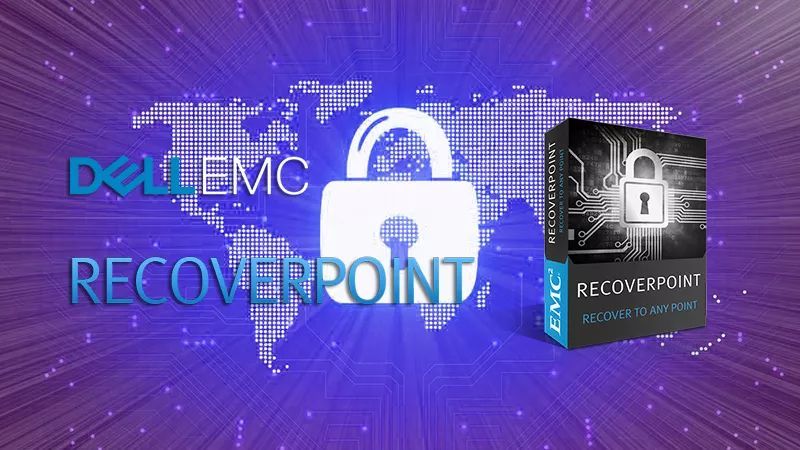 DELL EMC
RECOVERPOINT
RECOVERPOINT
RECOVER TO ANY POINT
EMC²
RECOVERPOINT
RECOVER TO ANY POINT